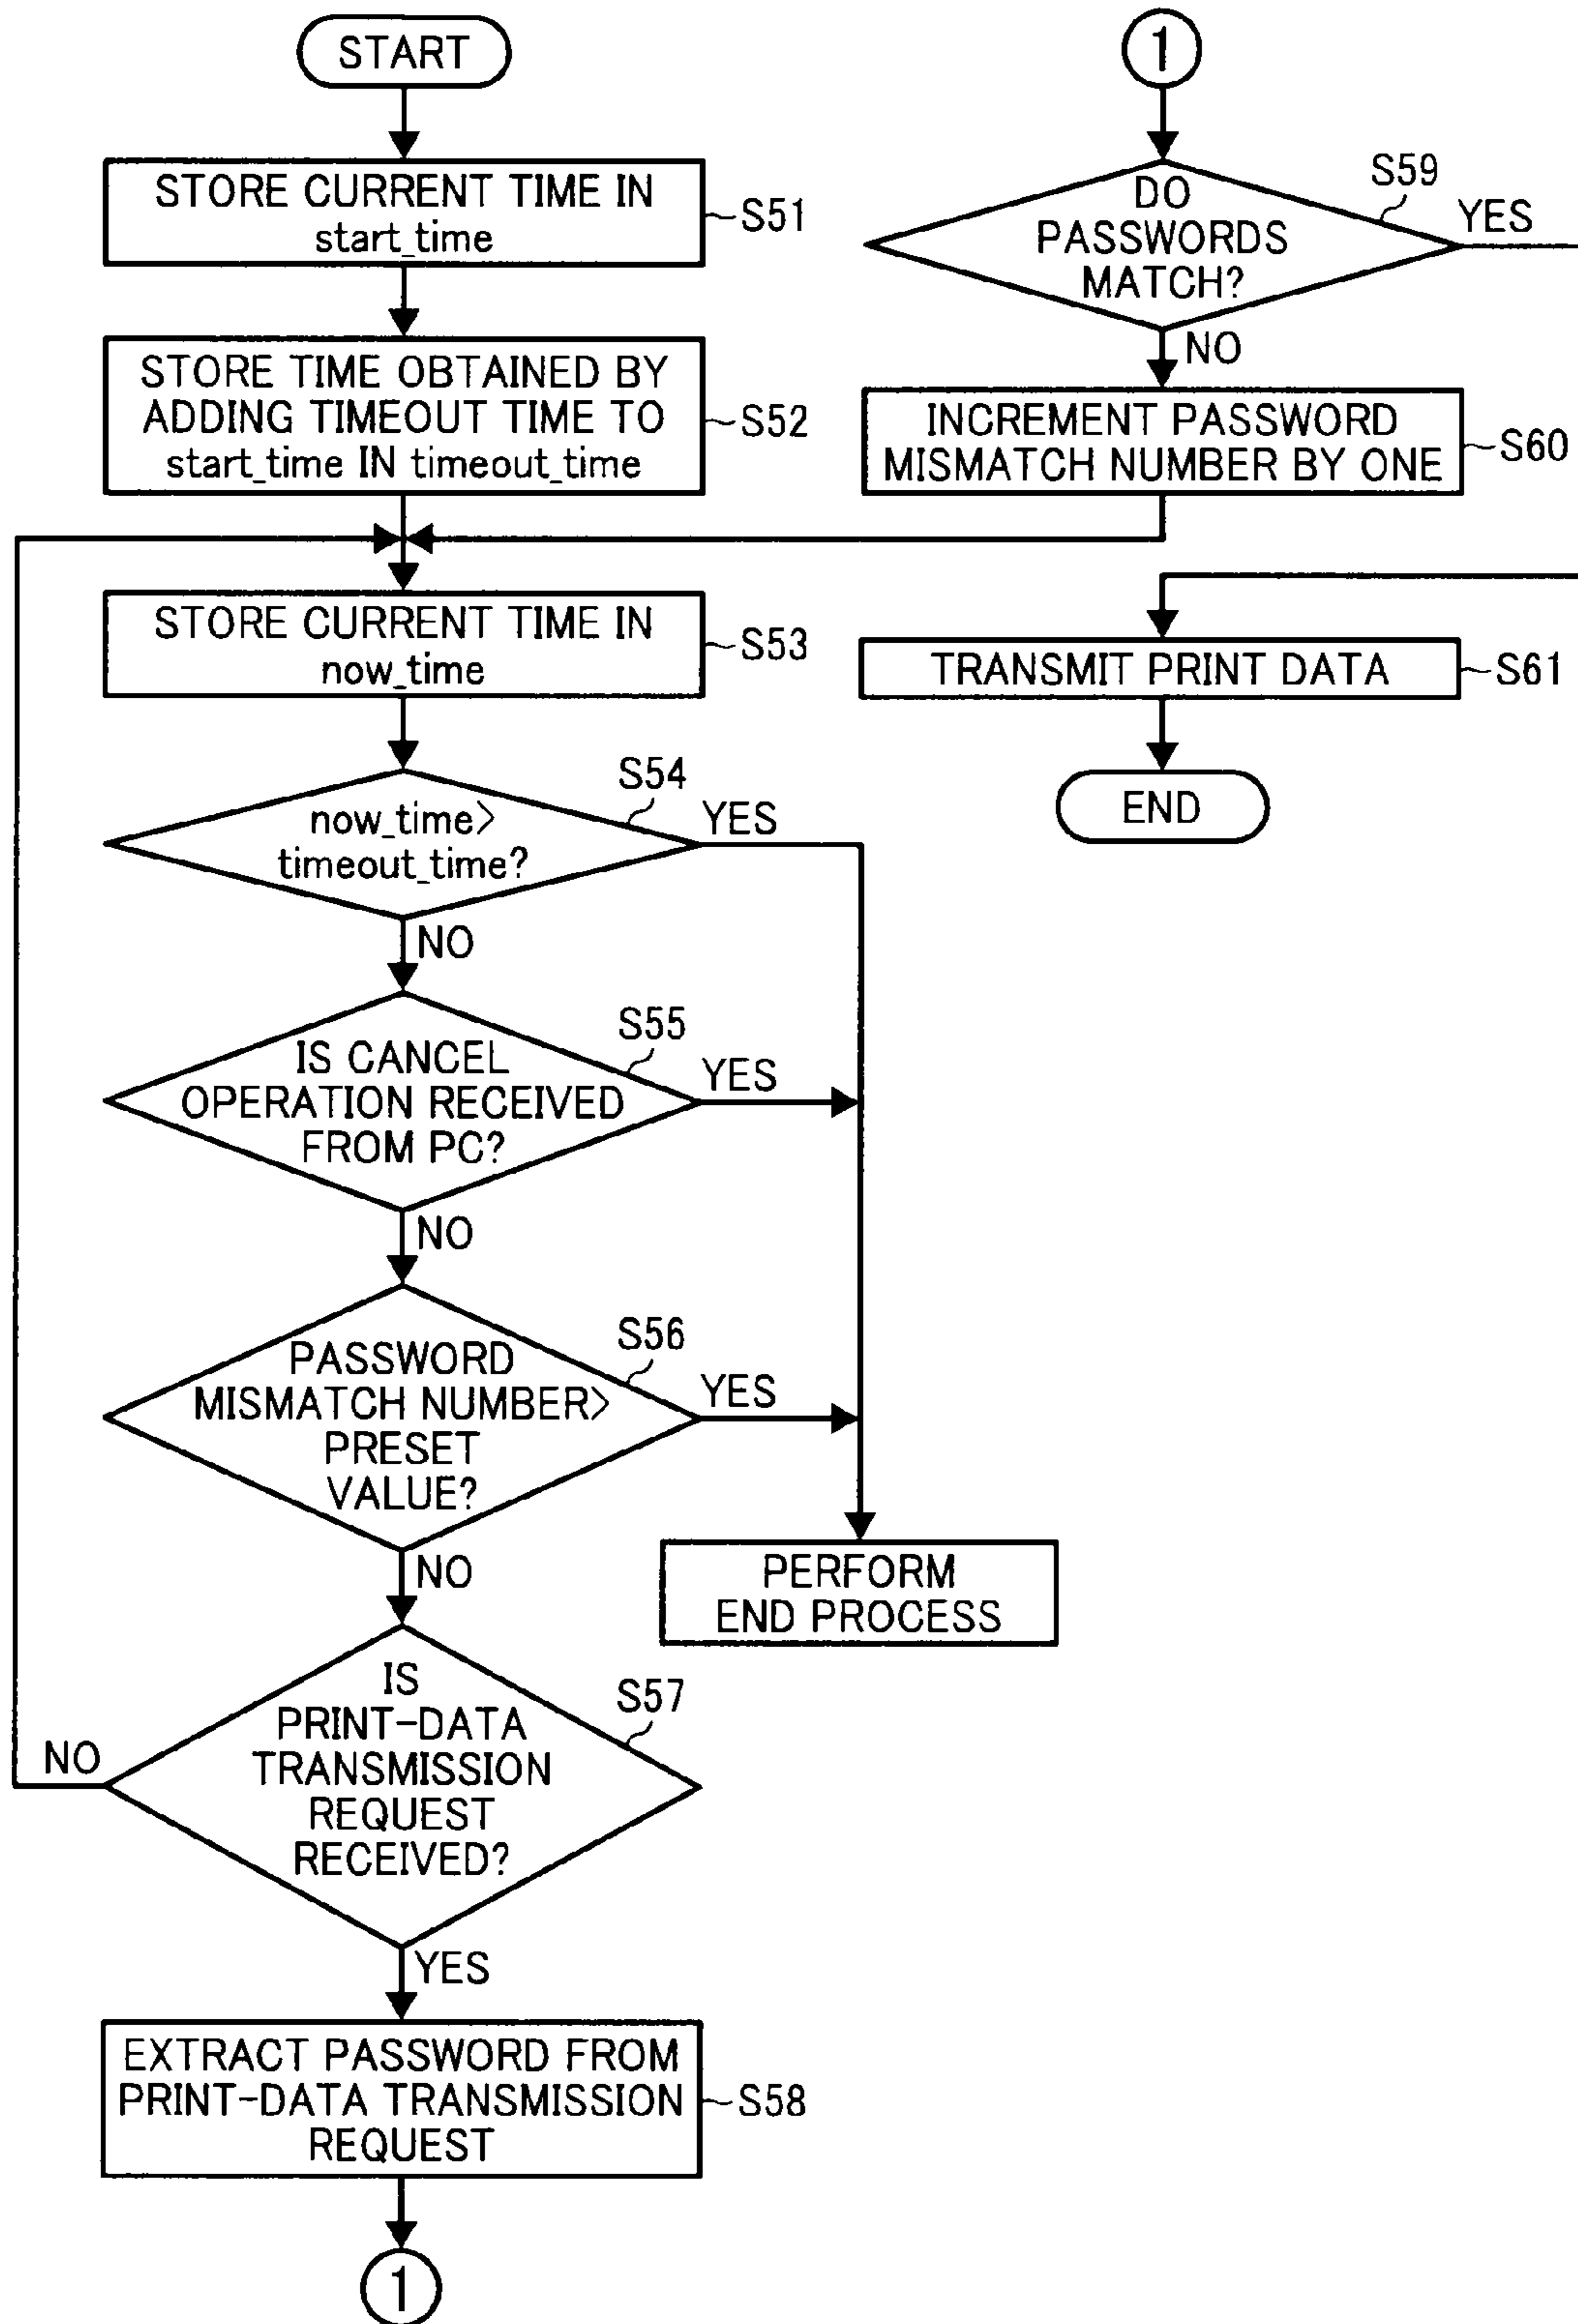 START
STORE CURRENT TIME IN
start_time
S51
STORE TIME OBTAINED BY
ADDING TIMEOUT TIME TO
start_time IN timeout_time
S52
STORE CURRENT TIME IN
now_time
S53
now_time>
timeout_time?
S54
YES
NO
IS CANCEL
OPERATION RECEIVED
FROM PC?
S55
YES
NO
PASSWORD
MISMATCH NUMBER>
PRESET
VALUE?
S56
YES
NO
PERFORM
END PROCESS
IS
PRINT-DATA
TRANSMISSION
REQUEST
RECEIVED?
S57
NO
YES
EXTRACT PASSWORD FROM
PRINT-DATA TRANSMISSION
REQUEST
S58
1
1
DO
PASSWORDS
MATCH?
S59
YES
NO
INCREMENT PASSWORD
MISMATCH NUMBER BY ONE
S60
TRANSMIT PRINT DATA
S61
END